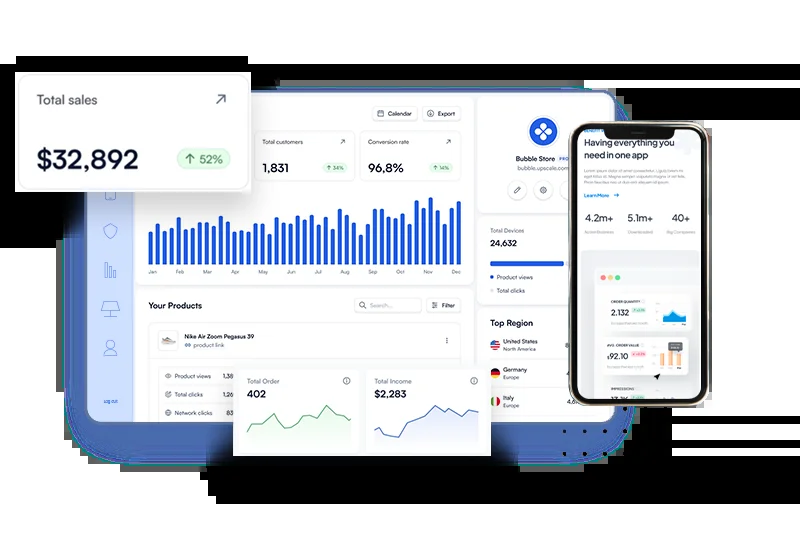 Total sales
$32,892
52%
Calendar
Export
Total customers
1,831
34%
Conversion rate
96,8%
14%
Jan Feb Mar Apr May Jun Jul Aug Sep Oct Nov Dec
Your Products
Search...
Filter
Nike Air Zoom Pegasus 39
product link
Product views
Total clicks
Network clicks
Log out
Total Order
402
Total Income
$2,283
Bubble Store PRO
bubble.upscale.com
Total Devices
24,632
Product views
Total clicks
Top Region
United States
North America
Germany
Europe
Italy
Europe
Having everything you
need in one app
Learn More
4.2m+ 5.1m+ 40+
ORDER QUANTITY
2.132
AVG. ORDER VALUE
$92.10
IMPRESSIONS